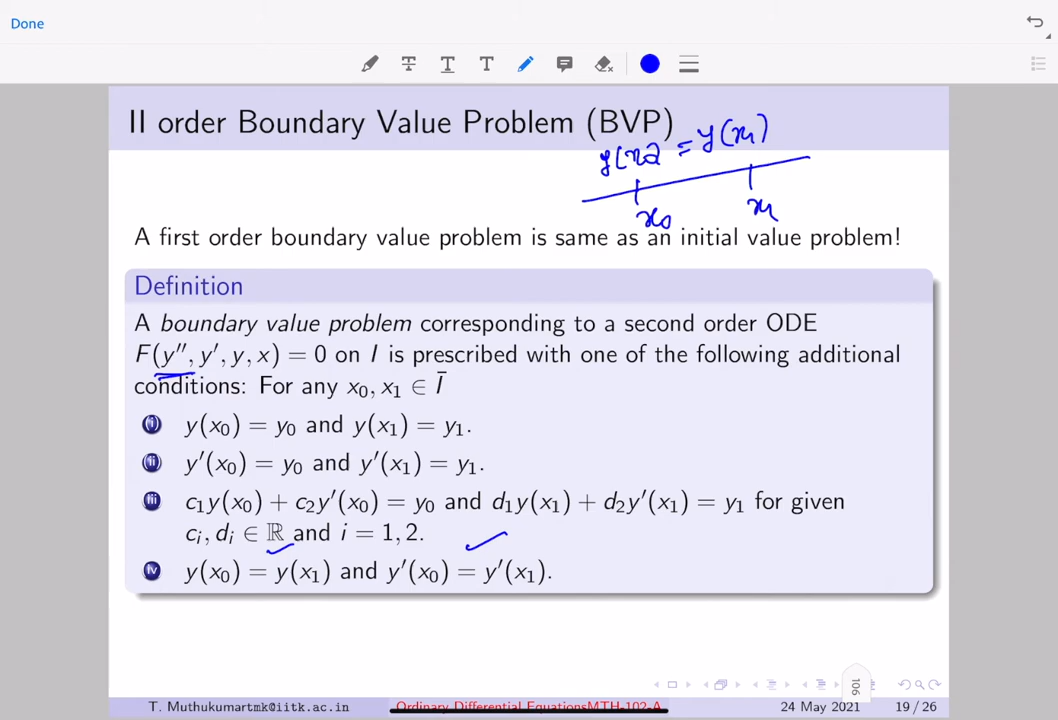 Done
II order Boundary Value Problem (BVP)
y(x0) = y(x1)
x0 x1
A first order boundary value problem is same as an initial value problem!
Definition
A boundary value problem corresponding to a second order ODE
F(y″, y′, y, x) = 0 on I is prescribed with one of the following additional
conditions: For any x₀, x₁ ∈ Ī
i y(x₀) = y₀ and y(x₁) = y₁.
ii y′(x₀) = y₀ and y′(x₁) = y₁.
iii c₁y(x₀) + c₂y′(x₀) = y₀ and d₁y(x₁) + d₂y′(x₁) = y₁ for given
cᵢ, dᵢ ∈ ℝ and i = 1, 2.
iv y(x₀) = y(x₁) and y′(x₀) = y′(x₁).
106
T. Muthukumartmk@iitk.ac.in Ordinary Differential EquationsMTH-102-A 24 May 2021 19 / 26